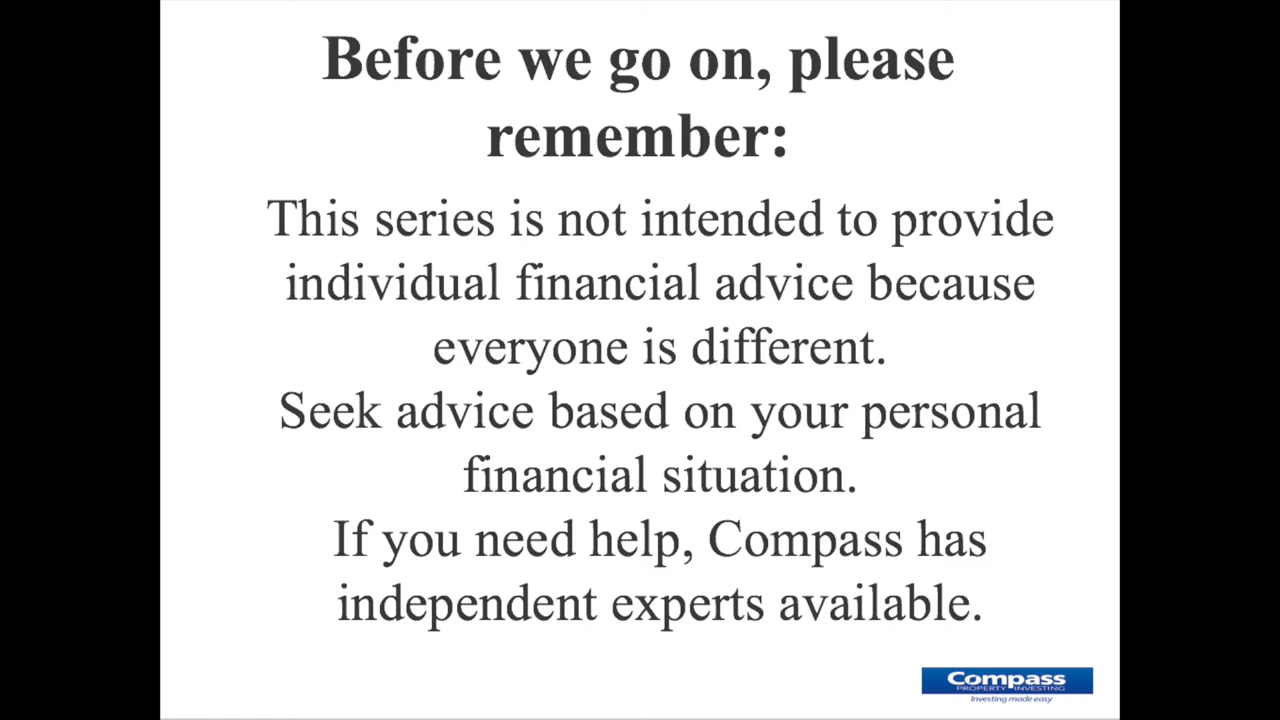 Before we go on, please
remember:
This series is not intended to provide
individual financial advice because
everyone is different.
Seek advice based on your personal
financial situation.
If you need help, Compass has
independent experts available.
Compass
PROPERTY INVESTING
Investing made easy